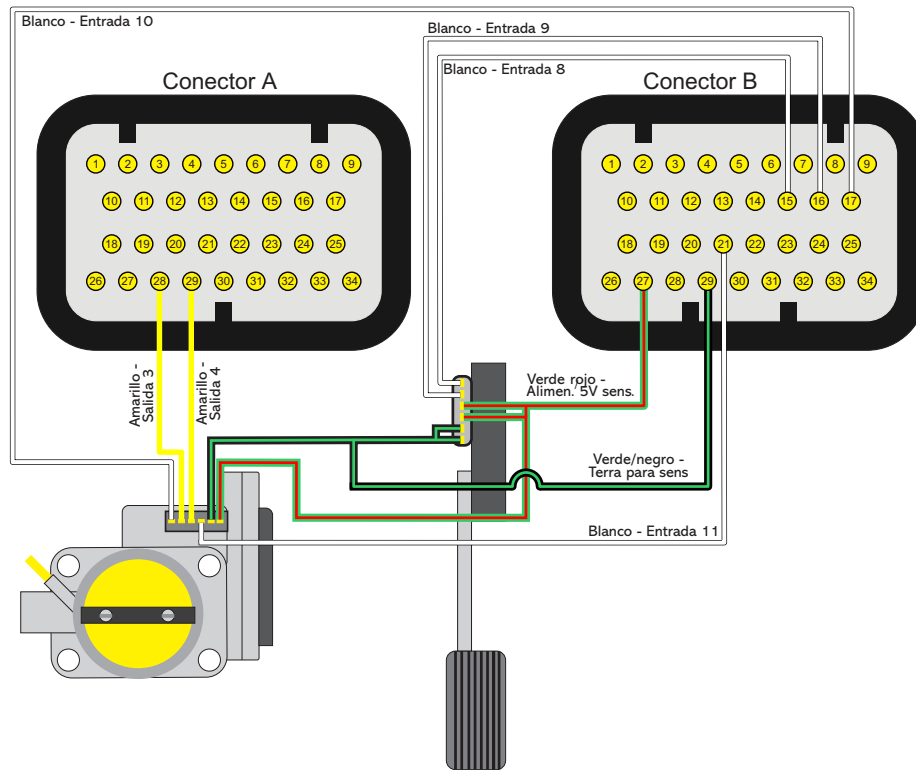 Blanco - Entrada 10
Blanco - Entrada 9
Blanco - Entrada 8
Conector A
Conector B
1 2 3 4 5 6 7 8 9
10 11 12 13 14 15 16 17
18 19 20 21 22 23 24 25
26 27 28 29 30 31 32 33 34
1 2 3 4 5 6 7 8 9
10 11 12 13 14 15 16 17
18 19 20 21 22 23 24 25
26 27 28 29 30 31 32 33 34
Amarillo -
Salida 3
Amarillo -
Salida 4
Verde rojo -
Alimen. 5V sens.
Verde/negro -
Terra para sens
Blanco - Entrada 11